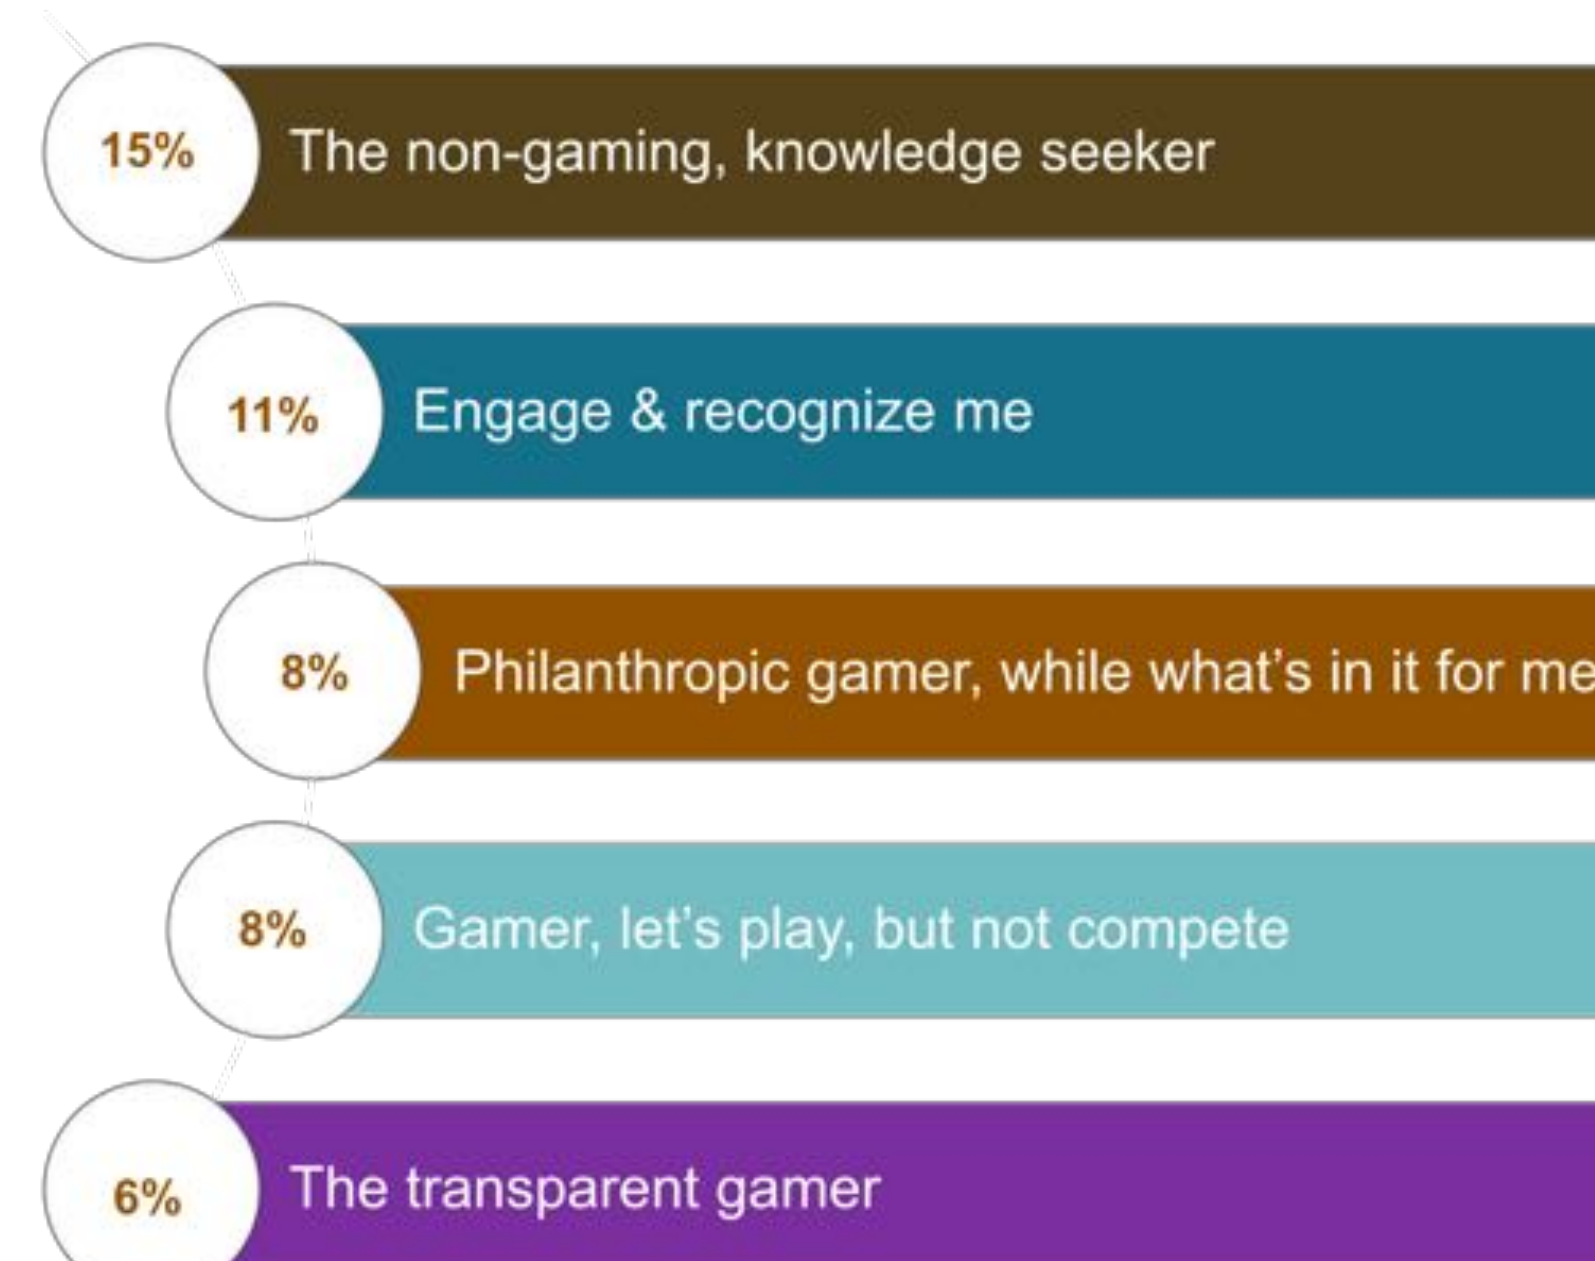 15% The non-gaming, knowledge seeker
11% Engage & recognize me
8% Philanthropic gamer, while what’s in it for me
8% Gamer, let’s play, but not compete
6% The transparent gamer